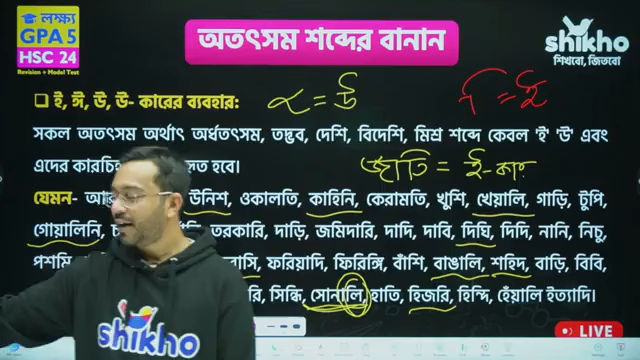 লক্ষ্য
GPA 5
HSC 24
Revision + Model Test
অতৎসম শব্দের বানান
shikho
শিখবো, জিতবো
❑ ই, ঈ, উ, ঊ- কারের ব্যবহার:
= উ
ি = ই
সকল অতৎসম অর্থাৎ অর্ধতৎসম, তদ্ভব, দেশি, বিদেশি, মিশ্র শব্দে কেবল 'ই' 'উ' এবং
এদের কারচিহ্ন হবে।
জাতি = ই-কার
যেমন- উনিশ, ওকালতি, কাহিনি, কেরামতি, খুশি, খেয়ালি, গাড়ি, টুপি,
গোয়ালিনি, তরকারি, দাড়ি, জমিদারি, দাদি, দাবি, দিঘি, দিদি, নানি, নিচু,
পশমি ফরিয়াদি, ফিরিঙ্গি, বাঁশি, বাঙালি, শহিদ, বাড়ি, বিবি,
সিন্ধি, সোনালি, হাতি, হিজরি, হিন্দি, হেঁয়ালি ইত্যাদি।
shikho
LIVE